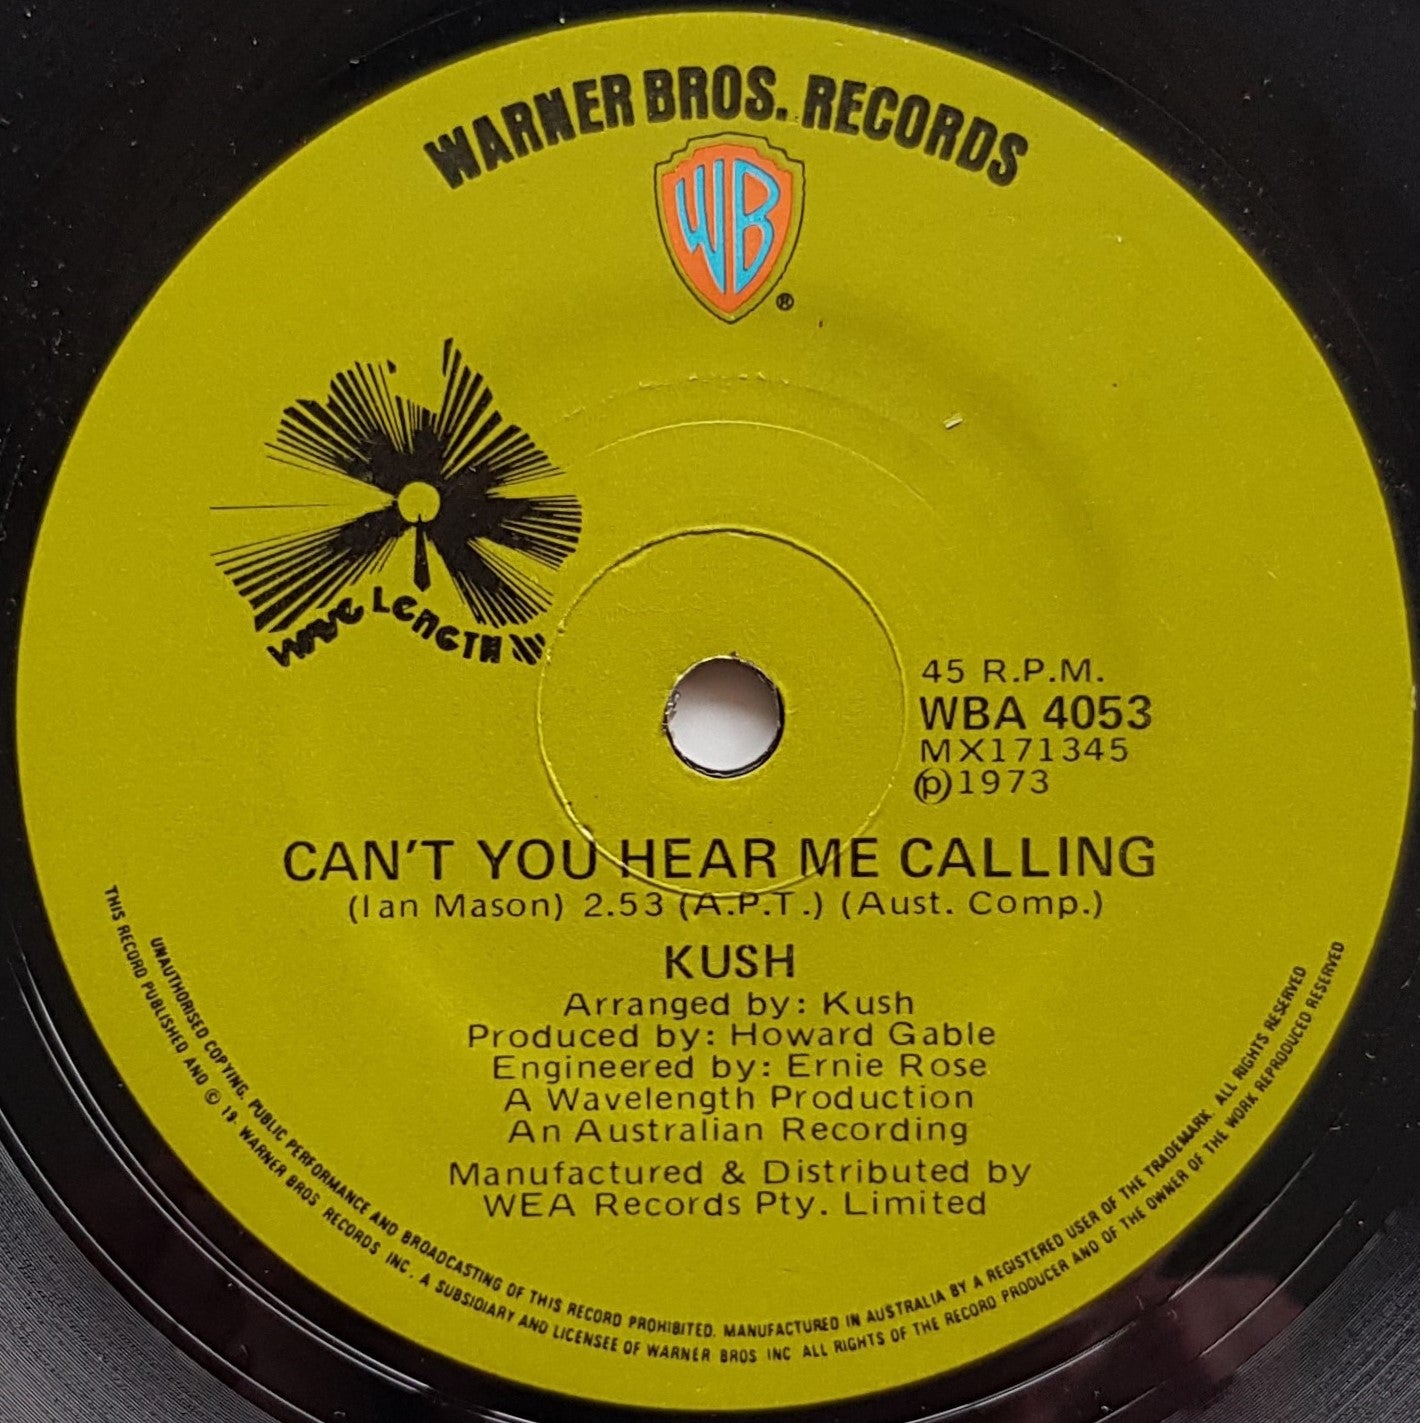 WARNER BROS. RECORDS
WB
®
WAVE LENGTH
45 R.P.M.
WBA 4053
MX171345
℗1973
CAN'T YOU HEAR ME CALLING
(Ian Mason) 2.53 (A.P.T.) (Aust. Comp.)
KUSH
Arranged by: Kush
Produced by: Howard Gable
Engineered by: Ernie Rose
A Wavelength Production
An Australian Recording
Manufactured & Distributed by
WEA Records Pty. Limited
UNAUTHORISED COPYING, PUBLIC PERFORMANCE AND BROADCASTING OF THIS RECORD PROHIBITED. MANUFACTURED IN AUSTRALIA BY A REGISTERED USER OF THE TRADEMARK. ALL RIGHTS RESERVED
THIS RECORD PUBLISHED AND © 19 WARNER BROS. RECORDS INC., A SUBSIDIARY AND LICENSEE OF WARNER BROS INC ALL RIGHTS OF THE RECORD PRODUCER AND OF THE OWNER OF THE WORK REPRODUCED RESERVED